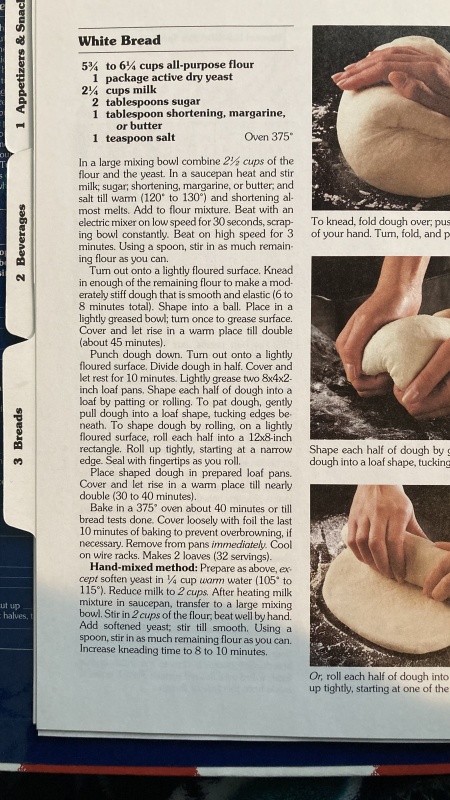 1 Appetizers & Snac
2 Beverages
3 Breads
White Bread
5¾ to 6¼ cups all-purpose flour
1 package active dry yeast
2¼ cups milk
2 tablespoons sugar
1 tablespoon shortening, margarine,
or butter
1 teaspoon salt Oven 375°
In a large mixing bowl combine 2½ cups of the
flour and the yeast. In a saucepan heat and stir
milk; sugar; shortening, margarine, or butter; and
salt till warm (120° to 130°) and shortening al-
most melts. Add to flour mixture. Beat with an
electric mixer on low speed for 30 seconds, scrap-
ing bowl constantly. Beat on high speed for 3
minutes. Using a spoon, stir in as much remain-
ing flour as you can.
Turn out onto a lightly floured surface. Knead
in enough of the remaining flour to make a mod-
erately stiff dough that is smooth and elastic (6 to
8 minutes total). Shape into a ball. Place in a
lightly greased bowl; turn once to grease surface.
Cover and let rise in a warm place till double
(about 45 minutes).
Punch dough down. Turn out onto a lightly
floured surface. Divide dough in half. Cover and
let rest for 10 minutes. Lightly grease two 8x4x2-
inch loaf pans. Shape each half of dough into a
loaf by patting or rolling. To pat dough, gently
pull dough into a loaf shape, tucking edges be-
neath. To shape dough by rolling, on a lightly
floured surface, roll each half into a 12x8-inch
rectangle. Roll up tightly, starting at a narrow
edge. Seal with fingertips as you roll.
Place shaped dough in prepared loaf pans.
Cover and let rise in a warm place till nearly
double (30 to 40 minutes).
Bake in a 375° oven about 40 minutes or till
bread tests done. Cover loosely with foil the last
10 minutes of baking to prevent overbrowning, if
necessary. Remove from pans immediately. Cool
on wire racks. Makes 2 loaves (32 servings).
Hand-mixed method: Prepare as above, ex-
cept soften yeast in ¼ cup warm water (105° to
115°). Reduce milk to 2 cups. After heating milk
mixture in saucepan, transfer to a large mixing
bowl. Stir in 2 cups of the flour; beat well by hand.
Add softened yeast; stir till smooth. Using a
spoon, stir in as much remaining flour as you can.
Increase kneading time to 8 to 10 minutes.
To knead, fold dough over; pus
of your hand. Turn, fold, and p
Shape each half of dough by g
dough into a loaf shape, tucking
Or, roll each half of dough into
up tightly, starting at one of the
ut up
halves,